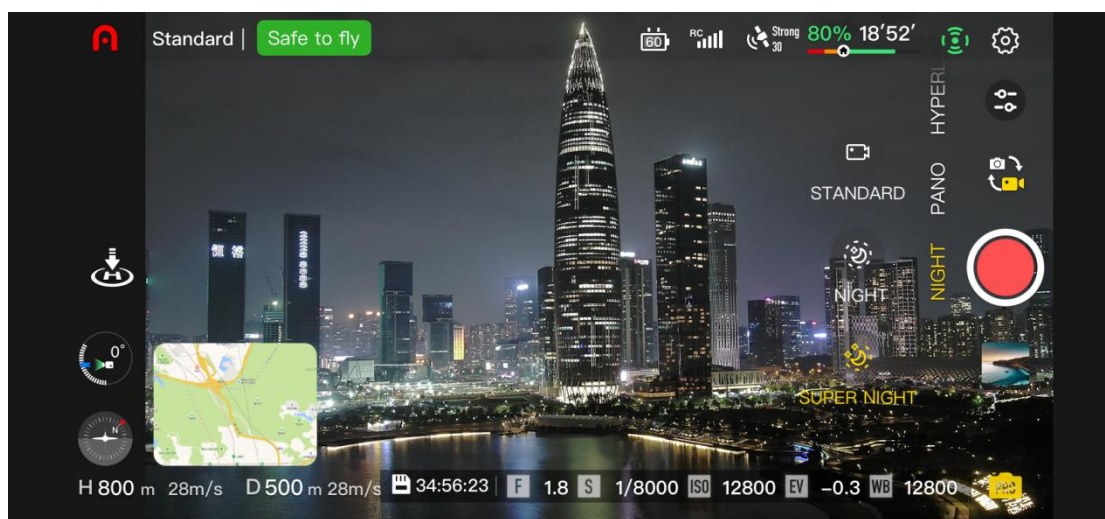 Standard | Safe to fly
60
RC
Strong
30
80% 18′52′
HYPERL
PANO
NIGHT
STANDARD
NIGHT
SUPER NIGHT
0°
N
H 800 m 28m/s D 500 m 28m/s
34:56:23 | F 1.8 S 1/8000 ISO 12800 EV −0.3 WB 12800
PRO